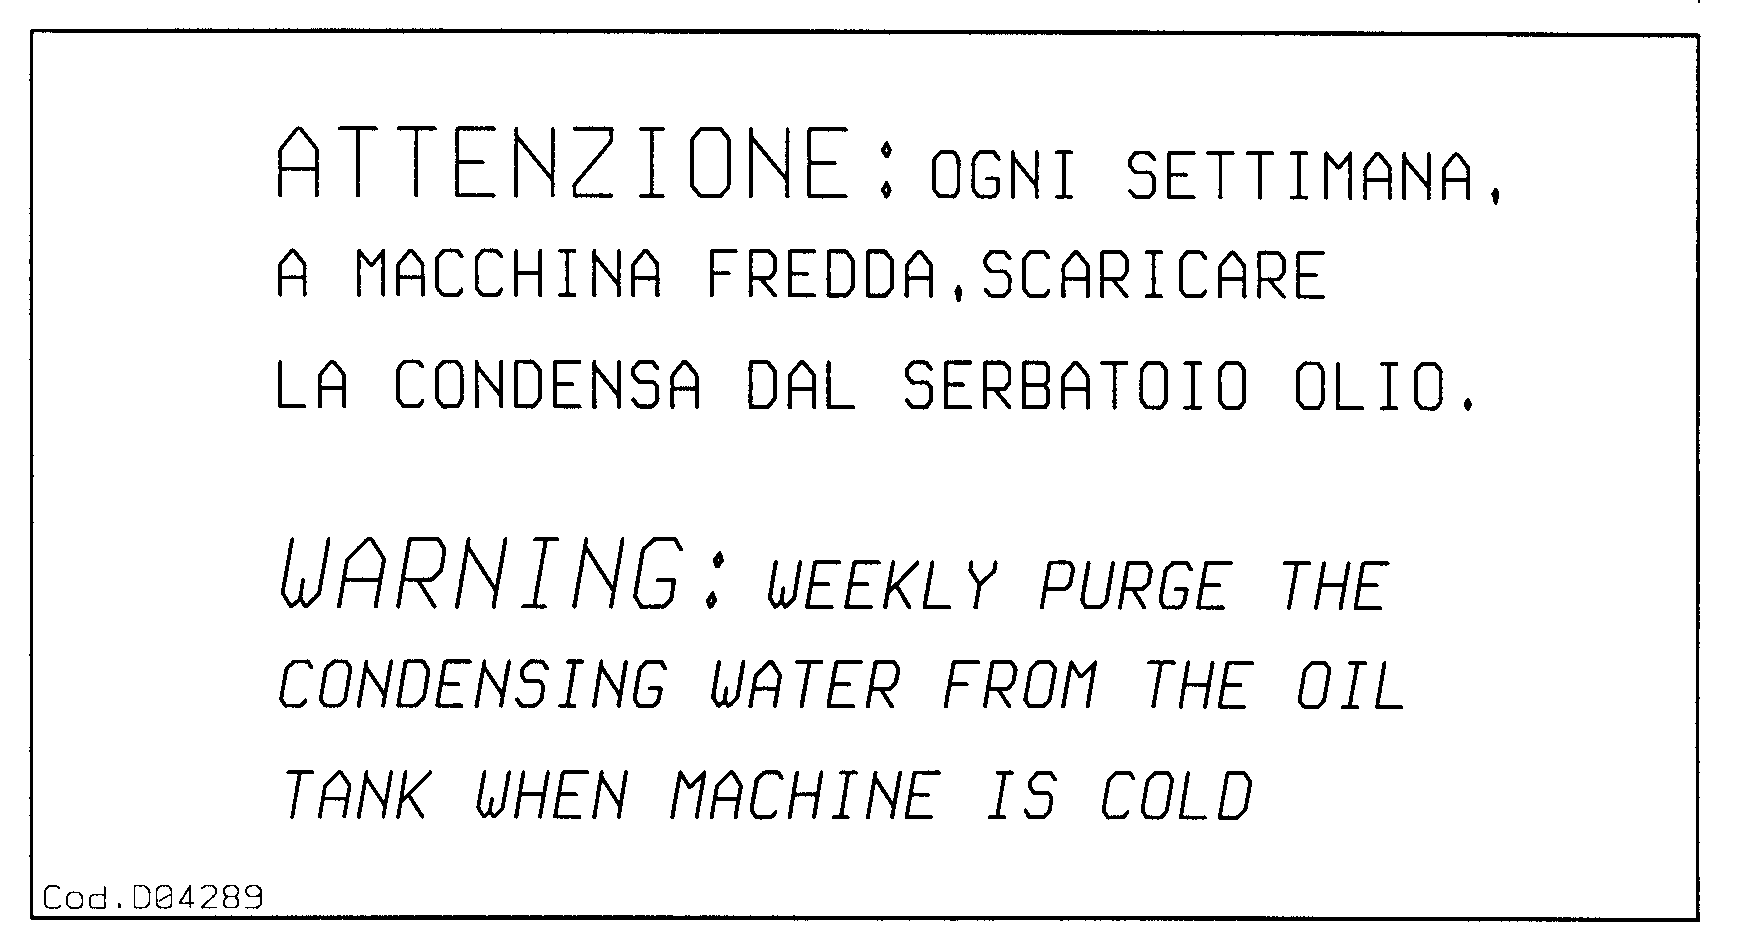 ATTENZIONE: OGNI SETTIMANA,
A MACCHINA FREDDA,SCARICARE
LA CONDENSA DAL SERBATOIO OLIO.
WARNING: WEEKLY PURGE THE
CONDENSING WATER FROM THE OIL
TANK WHEN MACHINE IS COLD
Cod.D04289